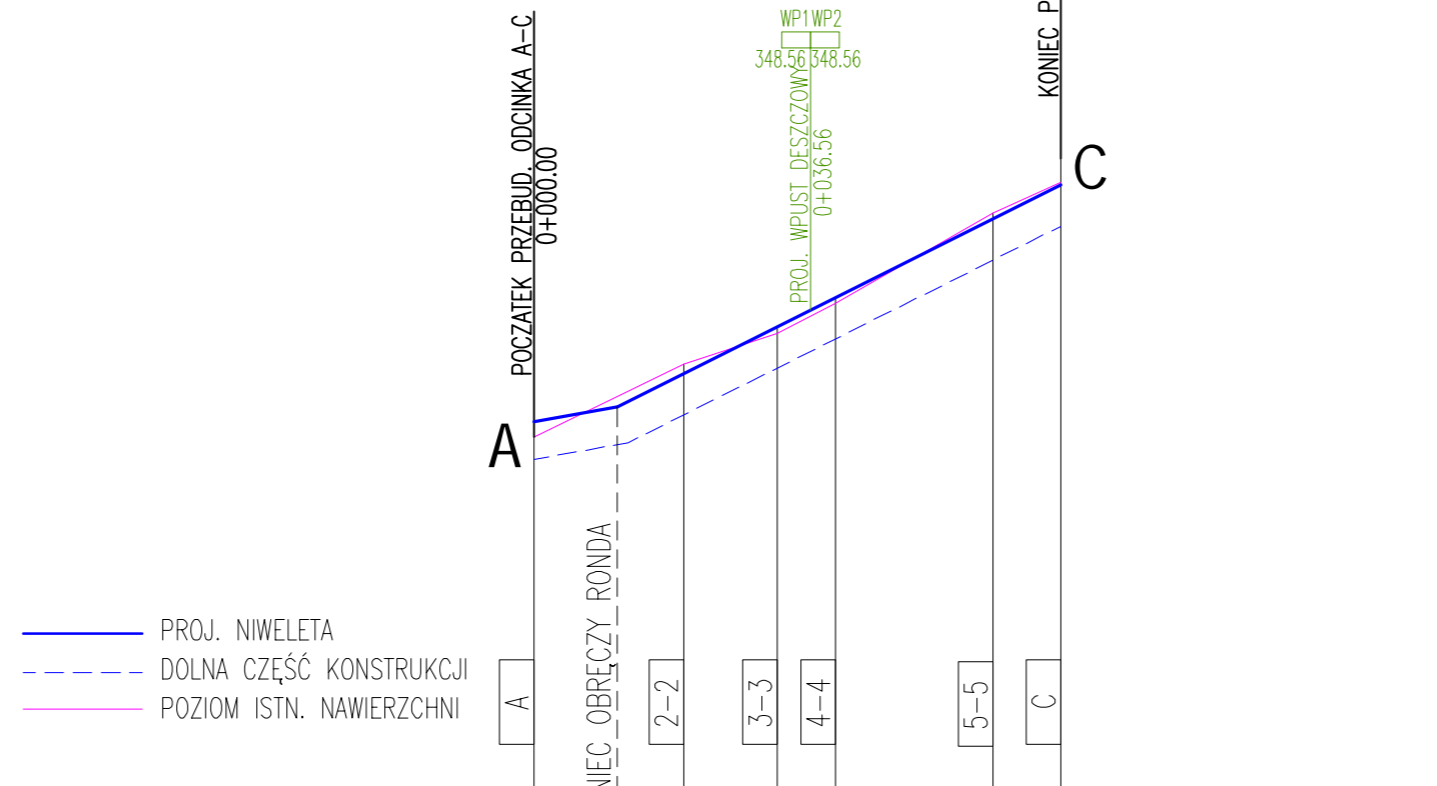 WP1 WP2
348.56 348.56
PROJ. WPUST DESZCZOWY
0+036.56
POCZATEK PRZEBUD. ODCINKA A-C
0+000.00
KONIEC P
C
A
NIEC OBRĘCZY RONDA
PROJ. NIWELETA
DOLNA CZĘŚĆ KONSTRUKCJI
POZIOM ISTN. NAWIERZCHNI
A
2-2
3-3
4-4
5-5
C